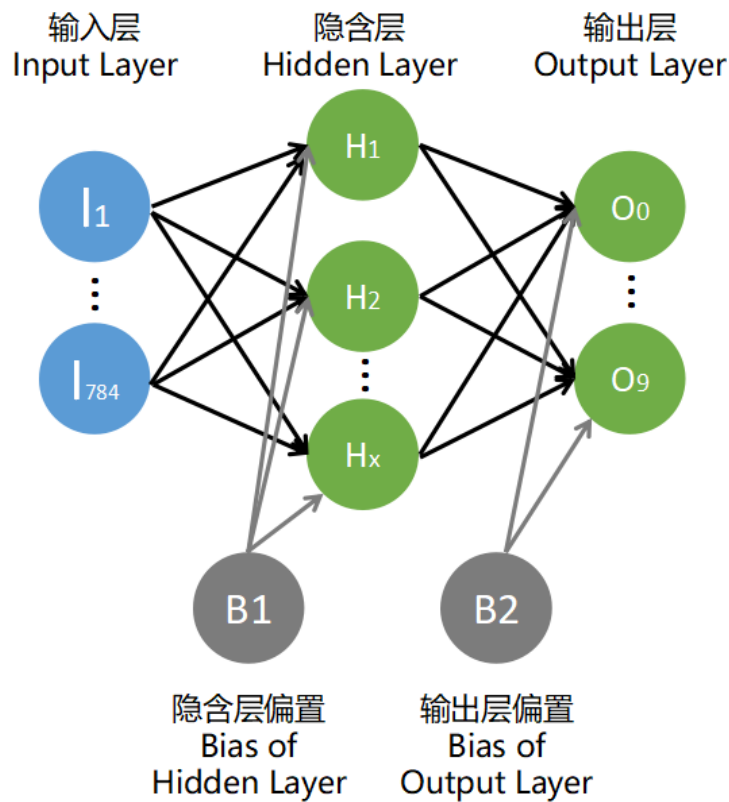 输入层
Input Layer
隐含层
Hidden Layer
输出层
Output Layer
I1
⋮
I784
H1
H2
⋮
Hx
O0
⋮
O9
B1
B2
隐含层偏置
Bias of
Hidden Layer
输出层偏置
Bias of
Output Layer